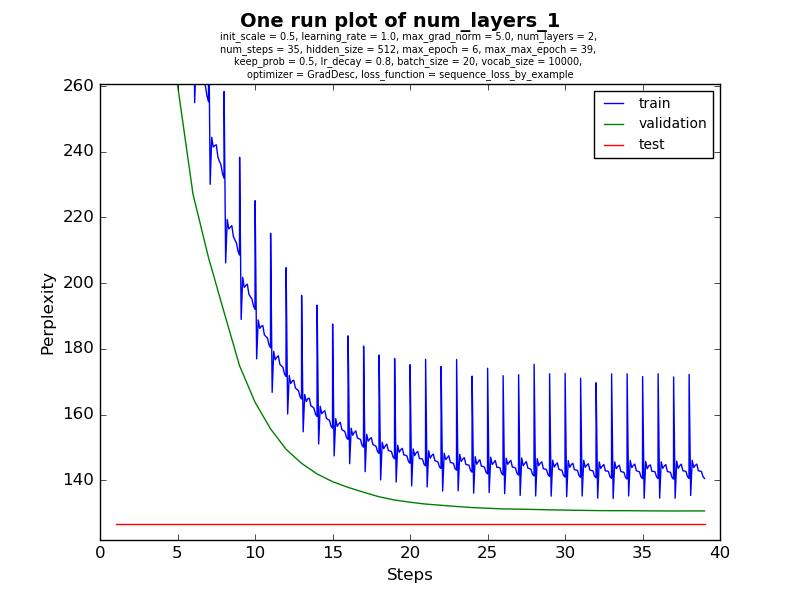 One run plot of num_layers_1
init_scale = 0.5, learning_rate = 1.0, max_grad_norm = 5.0, num_layers = 2,
num_steps = 35, hidden_size = 512, max_epoch = 6, max_max_epoch = 39,
keep_prob = 0.5, lr_decay = 0.8, batch_size = 20, vocab_size = 10000,
optimizer = GradDesc, loss_function = sequence_loss_by_example
train
validation
test
Perplexity
260
240
220
200
180
160
140
0 5 10 15 20 25 30 35 40
Steps